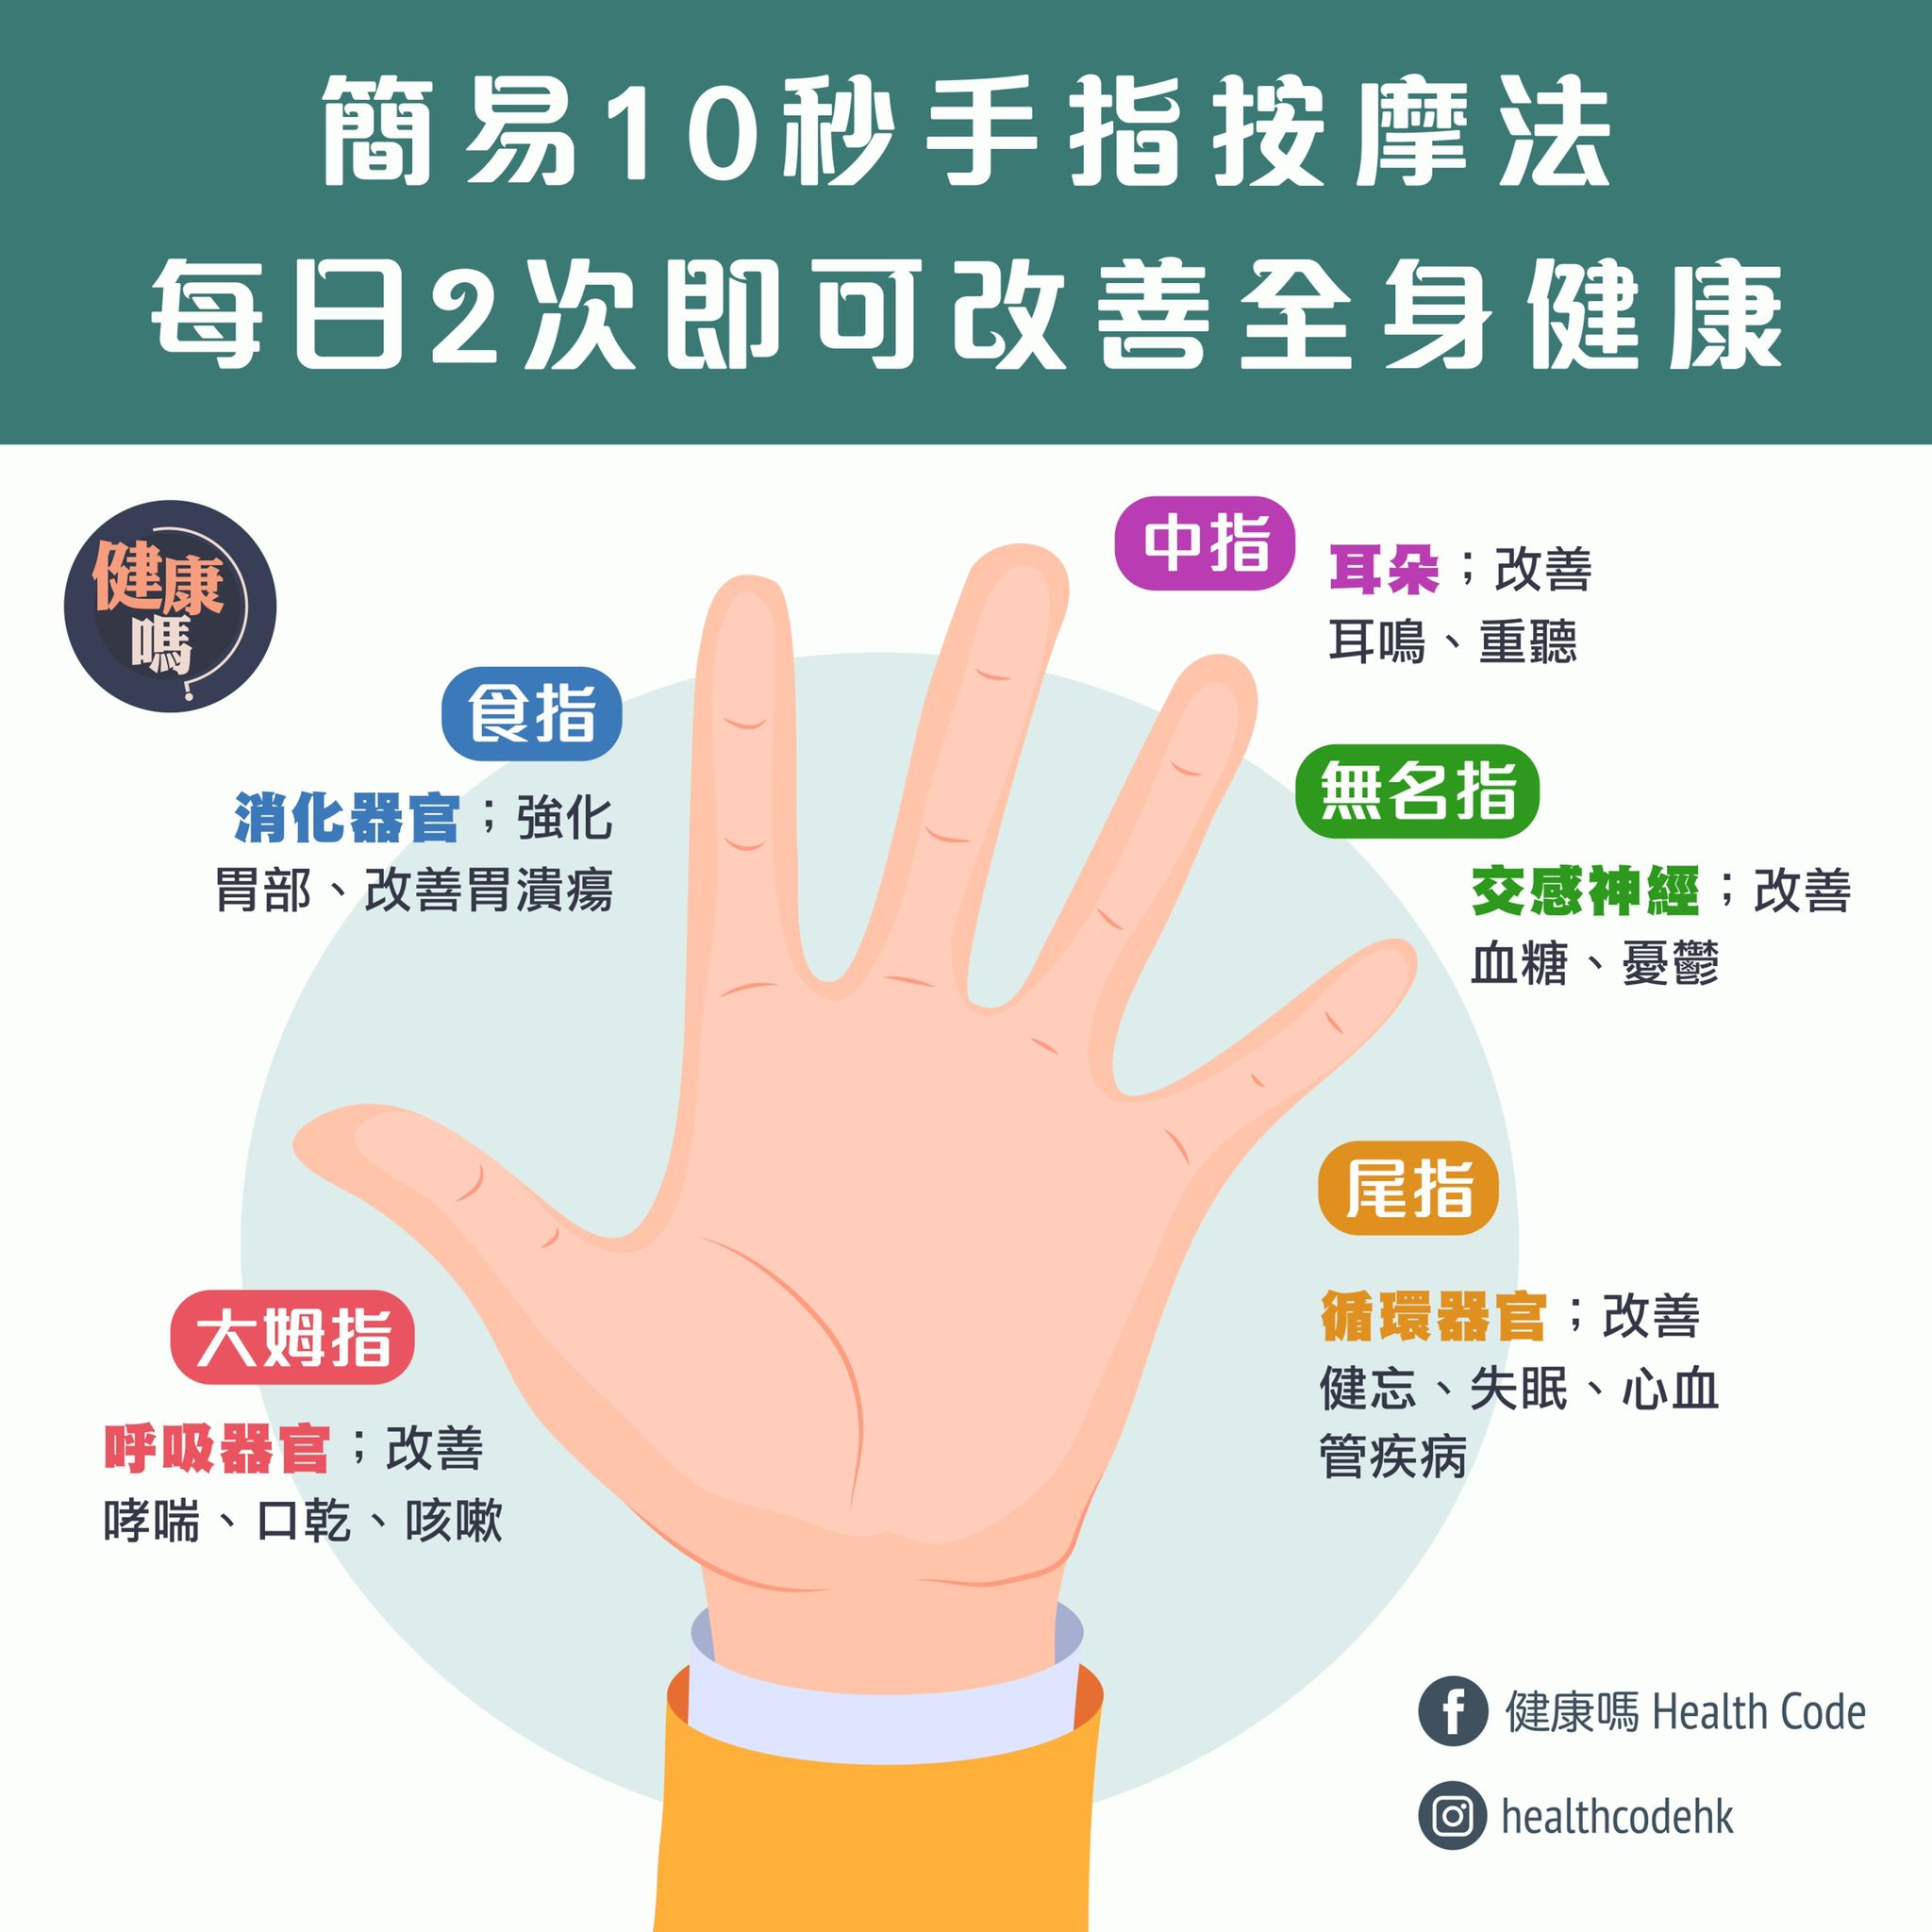 簡易10秒手指按摩法
每日2次即可改善全身健康
健康
嗎
中指
耳朵；改善
耳鳴、重聽
食指
消化器官；強化
胃部、改善胃潰瘍
無名指
交感神經；改善
血糖、憂鬱
尾指
循環器官；改善
健忘、失眠、心血
管疾病
大姆指
呼吸器官；改善
哮喘、口乾、咳嗽
健康嗎 Health Code
healthcodehk